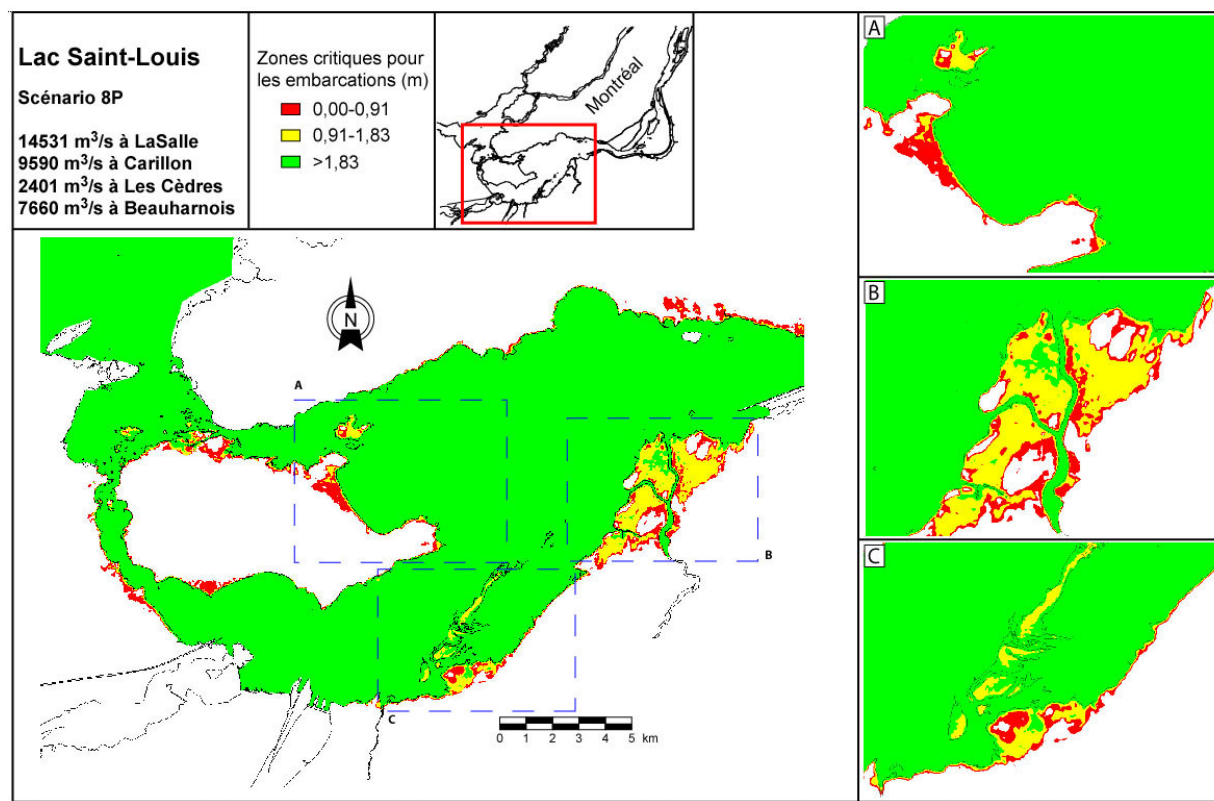 Lac Saint-Louis
Scénario 8P
14531 m³/s à LaSalle
9590 m³/s à Carillon
2401 m³/s à Les Cèdres
7660 m³/s à Beauharnois
Zones critiques pour
les embarcations (m)
0,00-0,91
0,91-1,83
>1,83
Montréal
A
B
C
N
A
B
C
0 1 2 3 4 5 km